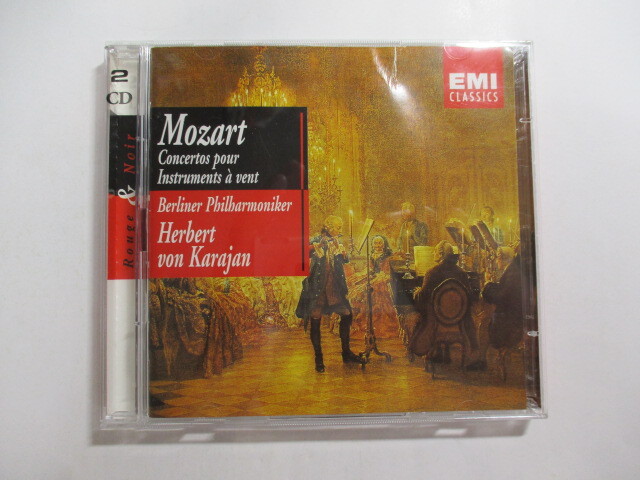 2
CD
Rouge & Noir
EMI
CLASSICS
Mozart
Concertos pour
Instruments à vent
Berliner Philharmoniker
Herbert
von Karajan